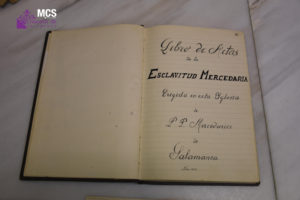 MCS
Libro de Actas
de la
ESCLAVITUD MERCEDARIA
Erigida en esta Iglesia
de
P.P. Mercedarios
de
Salamanca